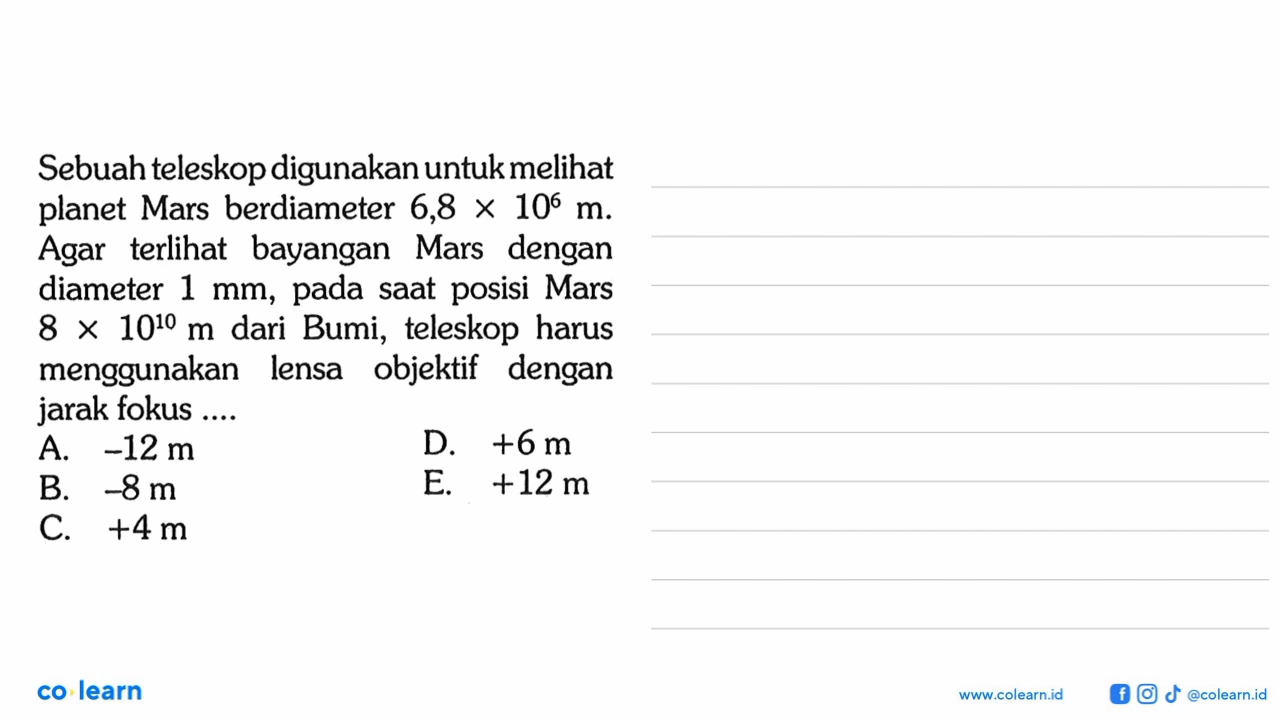 Sebuah teleskop digunakan untuk melihat
planet Mars berdiameter 6,8 × 10⁶ m.
Agar terlihat bayangan Mars dengan
diameter 1 mm, pada saat posisi Mars
8 × 10¹⁰ m dari Bumi, teleskop harus
menggunakan lensa objektif dengan
jarak fokus ....
A. –12 m
B. –8 m
C. +4 m
D. +6 m
E. +12 m
co learn
www.colearn.id
@colearn.id